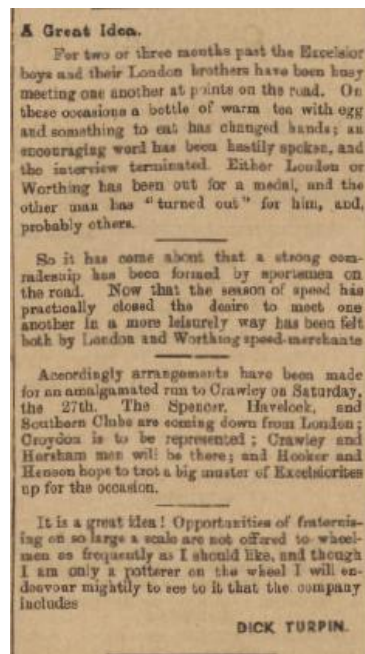 A Great Idea.
For two or three months past the Excelsior
boys and their London brothers have been busy
meeting one another at points on the road. On
these occasions a bottle of warm tea with egg
and something to eat has changed hands; an
encouraging word has been hastily spoken, and
the interview terminated. Either London or
Worthing has been out for a medal, and the
other man has "turned out" for him, and,
probably others.
So it has come about that a strong com-
radeship has been formed by sportsmen on
the road. Now that the season of speed has
practically closed the desire to meet one
another in a more leisurely way has been felt
both by London and Worthing speed-merchants
Accordingly arrangements have been made
for an amalgamated run to Crawley on Saturday,
the 27th. The Spencer, Havelock, and
Southern Clubs are coming down from London;
Croydon is to be represented; Crawley and
Horsham men will be there; and Hooker and
Henson hope to trot a big muster of Excelsiorites
up for the occasion.
It is a great idea! Opportunities of fraternis-
ing on so large a scale are not offered to wheel-
men as frequently as I should like, and though
I am only a potterer on the wheel I will en-
deavour mightily to see to it that the company
includes
DICK TURPIN.